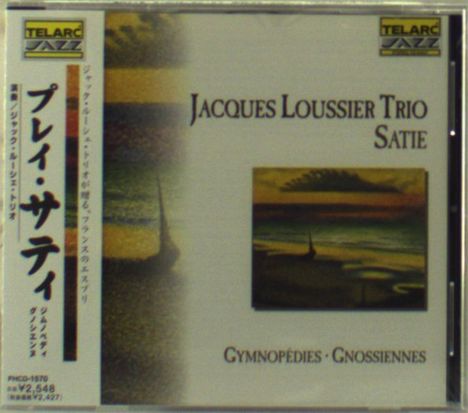 TELARC
JAZZ
ジャック・ルーシェ・トリオが贈る、フランスのエスプリ
プレイ・サティ
演奏/ジャック・ルーシェ・トリオ
ジムノペディ
グノシエンヌ
PHCD-1570
¥2,548
¥2,427)
TELARC
JAZZ
JACQUES LOUSSIER TRIO
SATIE
GYMNOPÉDIES · GNOSSIENNES